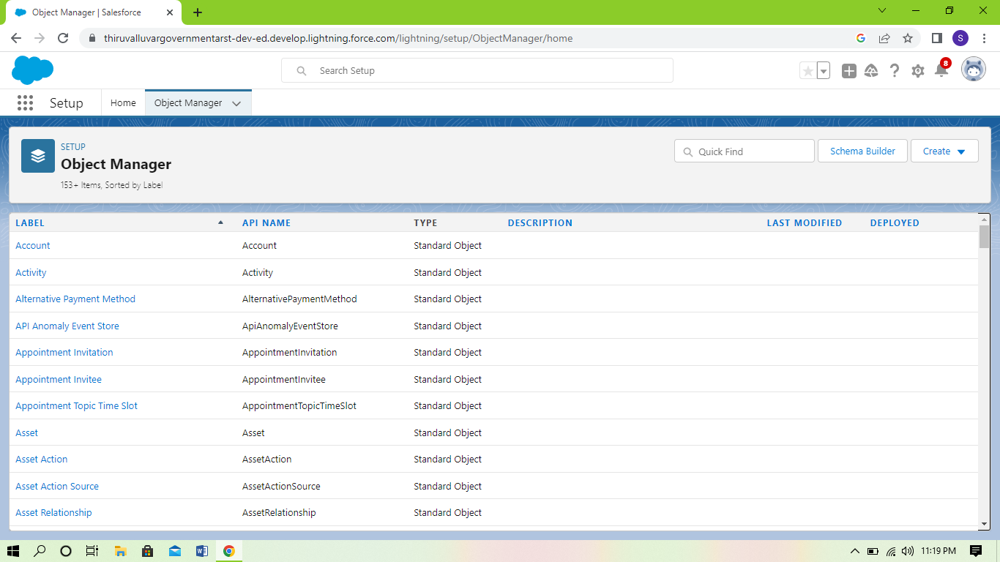 Object Manager | Salesforce
thiruvalluvargovernmentarst-dev-ed.develop.lightning.force.com/lightning/setup/ObjectManager/home
S
Search Setup
8
Setup Home Object Manager
SETUP
Object Manager
153+ Items, Sorted by Label
Quick Find
Schema Builder
Create
LABEL API NAME TYPE DESCRIPTION LAST MODIFIED DEPLOYED
Account Account Standard Object
Activity Activity Standard Object
Alternative Payment Method AlternativePaymentMethod Standard Object
API Anomaly Event Store ApiAnomalyEventStore Standard Object
Appointment Invitation AppointmentInvitation Standard Object
Appointment Invitee AppointmentInvitee Standard Object
Appointment Topic Time Slot AppointmentTopicTimeSlot Standard Object
Asset Asset Standard Object
Asset Action AssetAction Standard Object
Asset Action Source AssetActionSource Standard Object
Asset Relationship AssetRelationship Standard Object
11:19 PM